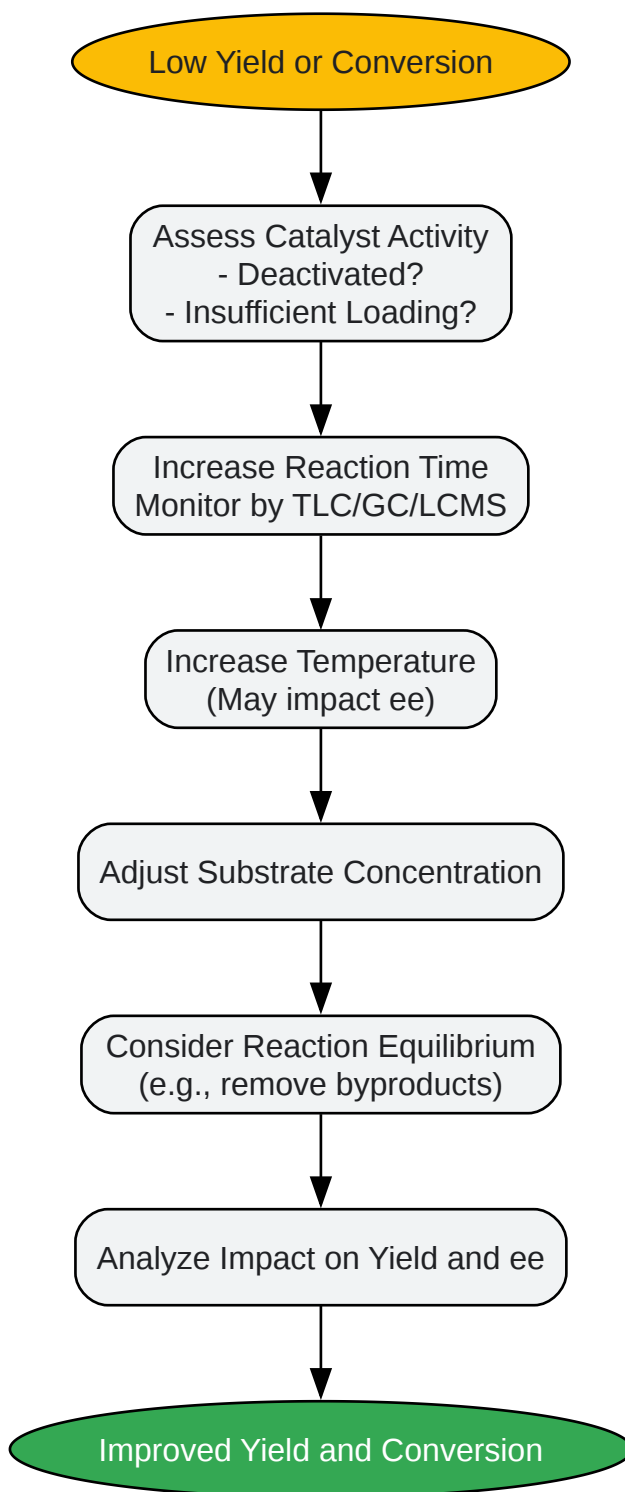 Low Yield or Conversion
Assess Catalyst Activity
- Deactivated?
- Insufficient Loading?
Increase Reaction Time
Monitor by TLC/GC/LCMS
Increase Temperature
(May impact ee)
Adjust Substrate Concentration
Consider Reaction Equilibrium
(e.g., remove byproducts)
Analyze Impact on Yield and ee
Improved Yield and Conversion